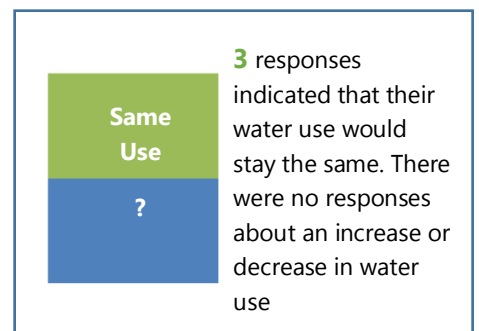 Same
Use
?
3 responses
indicated that their
water use would
stay the same. There
were no responses
about an increase or
decrease in water
use